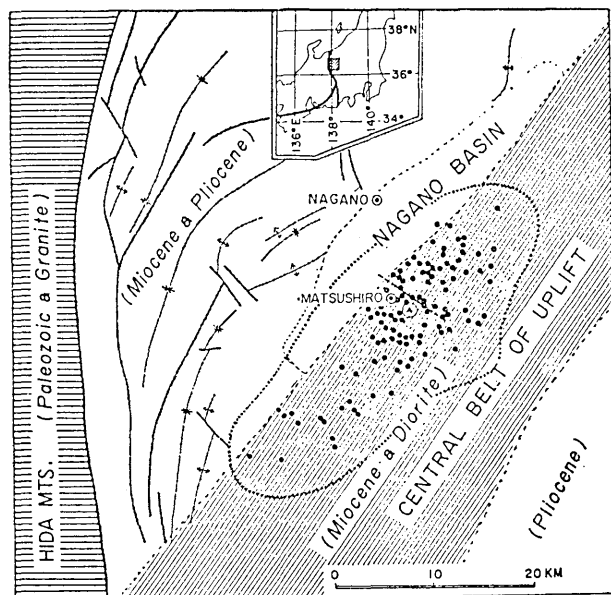 38°N
36°
34°
136°E
138°
140°
HIDA MTS. (Paleozoic & Granite)
(Miocene & Pliocene)
NAGANO
NAGANO BASIN
MATSUSHIRO
(Miocene & Diorite)
CENTRAL BELT OF UPLIFT
(Pliocene)
0 10 20 KM